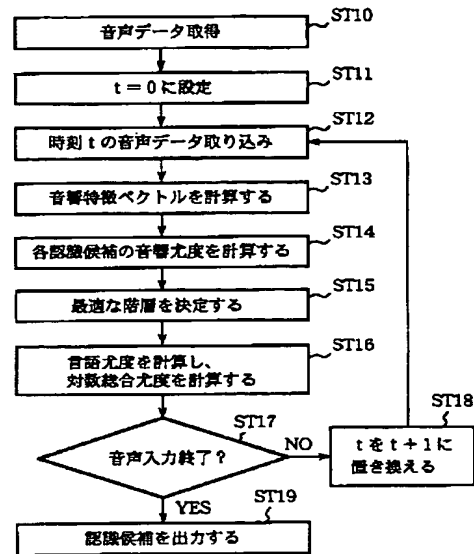 ST10
音声データ取得
ST11
t=0に設定
ST12
時刻tの音声データ取り込み
ST13
音響特徴ベクトルを計算する
ST14
各認識候補の音響尤度を計算する
ST15
最適な階層を決定する
ST16
言語尤度を計算し、
対数総合尤度を計算する
ST17
音声入力終了?
NO
ST18
tをt+1に
置き換える
YES
ST19
認識候補を出力する